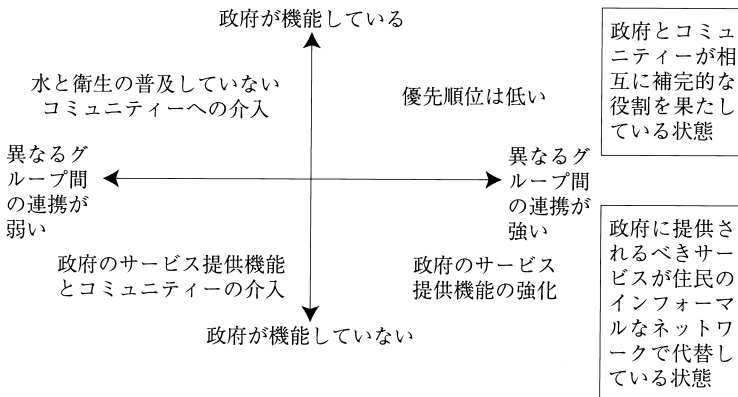 政府が機能している
水と衛生の普及していない
コミュニティーへの介入
優先順位は低い
政府とコミュ
ニティーが相
互に補完的な
役割を果たし
ている状態
異なるグ
ループ間
の連携が
弱い
異なるグ
ループ間
の連携が
強い
政府のサービス提供機能
とコミュニティーの介入
政府のサービス
提供機能の強化
政府に提供さ
れるべきサー
ビスが住民の
インフォーマ
ルなネットワ
ークで代替し
ている状態
政府が機能していない